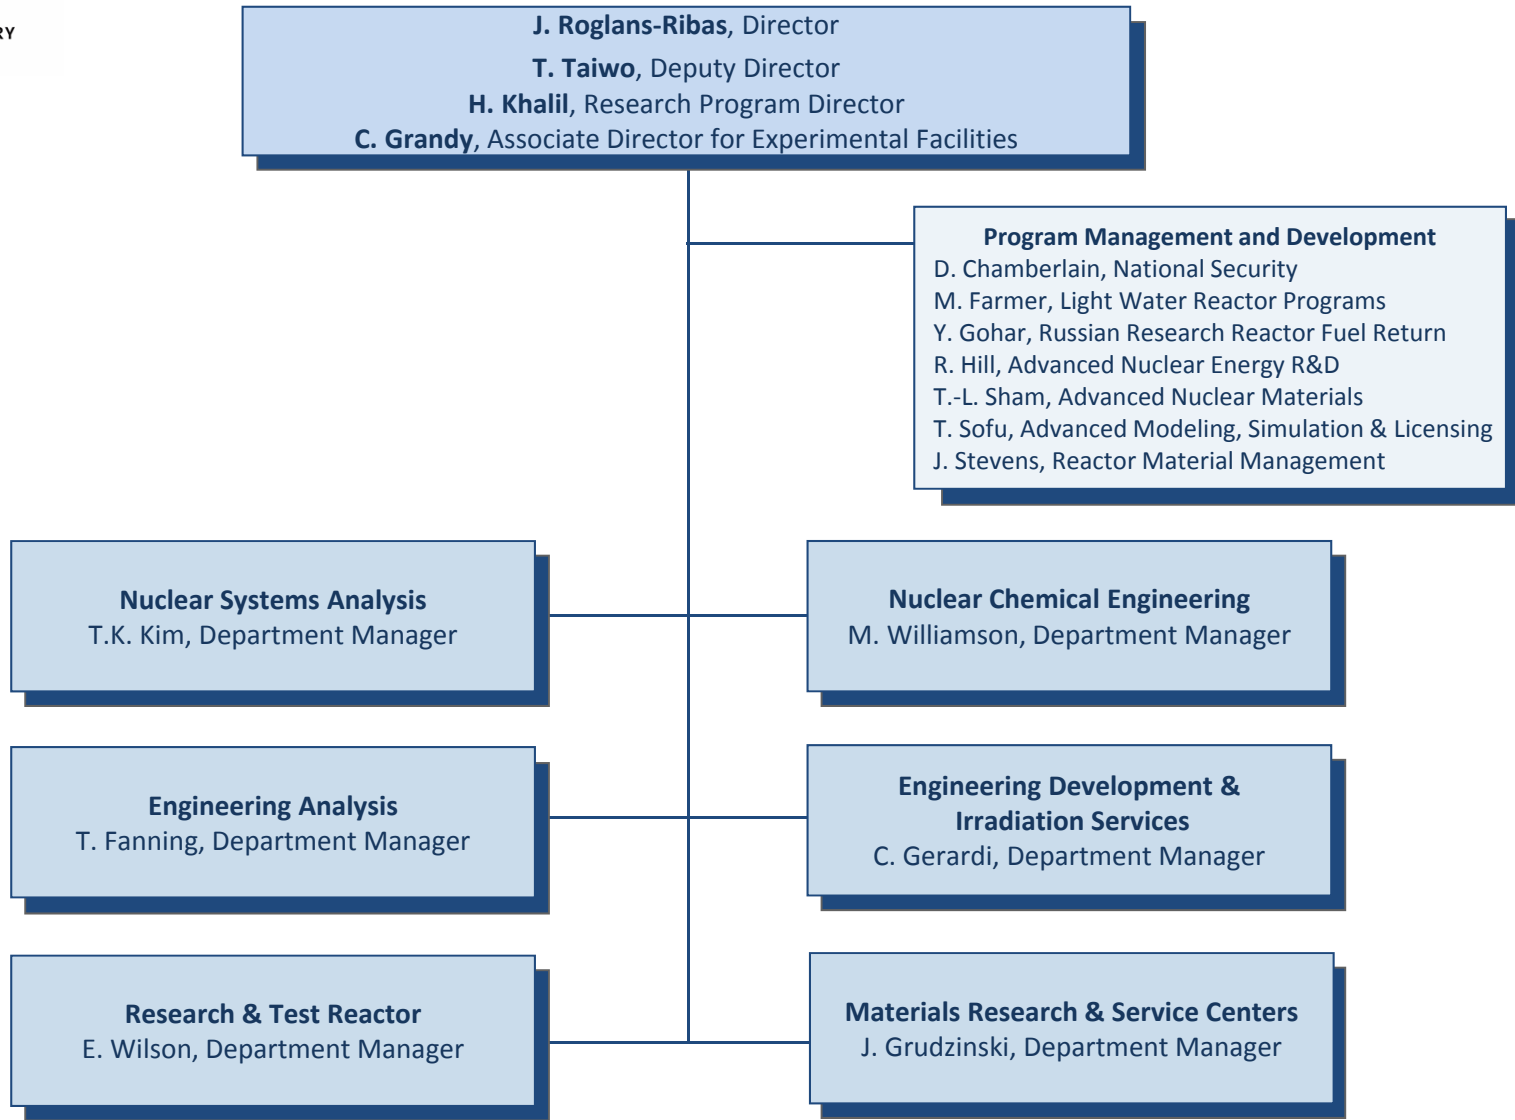 RY
J. Roglans-Ribas, Director
T. Taiwo, Deputy Director
H. Khalil, Research Program Director
C. Grandy, Associate Director for Experimental Facilities
Program Management and Development
D. Chamberlain, National Security
M. Farmer, Light Water Reactor Programs
Y. Gohar, Russian Research Reactor Fuel Return
R. Hill, Advanced Nuclear Energy R&D
T.-L. Sham, Advanced Nuclear Materials
T. Sofu, Advanced Modeling, Simulation & Licensing
J. Stevens, Reactor Material Management
Nuclear Systems Analysis
T.K. Kim, Department Manager
Nuclear Chemical Engineering
M. Williamson, Department Manager
Engineering Analysis
T. Fanning, Department Manager
Engineering Development &
Irradiation Services
C. Gerardi, Department Manager
Research & Test Reactor
E. Wilson, Department Manager
Materials Research & Service Centers
J. Grudzinski, Department Manager